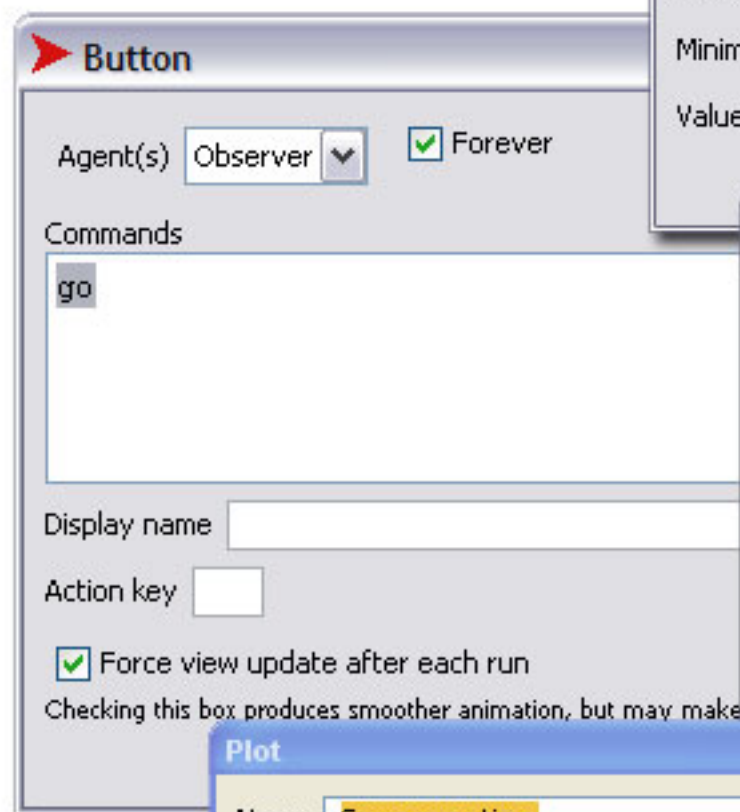 Button
Minim
Value
Agent(s) Observer Forever
Commands
go
Display name
Action key
Force view update after each run
Checking this box produces smoother animation, but may make
Plot